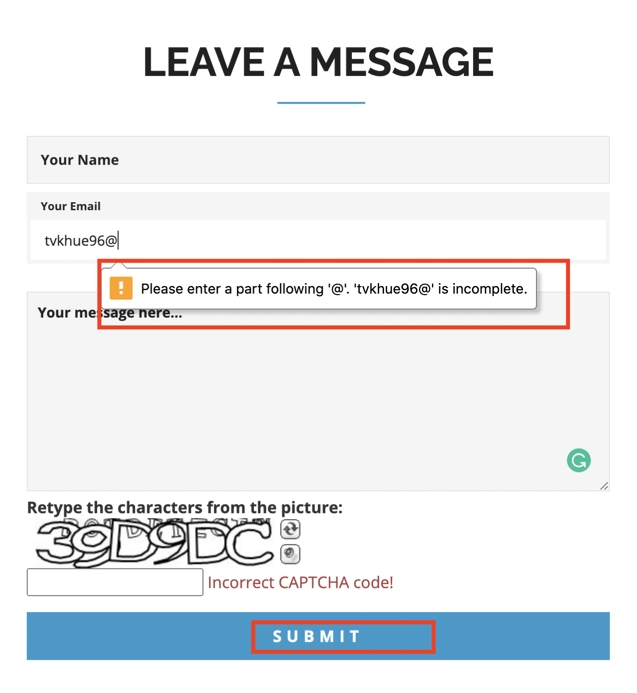 LEAVE A MESSAGE
Your Name
Your Email
tvkhue96@
Please enter a part following '@'. 'tvkhue96@' is incomplete.
Your message here...
Retype the characters from the picture:
39D9DC
Incorrect CAPTCHA code!
SUBMIT